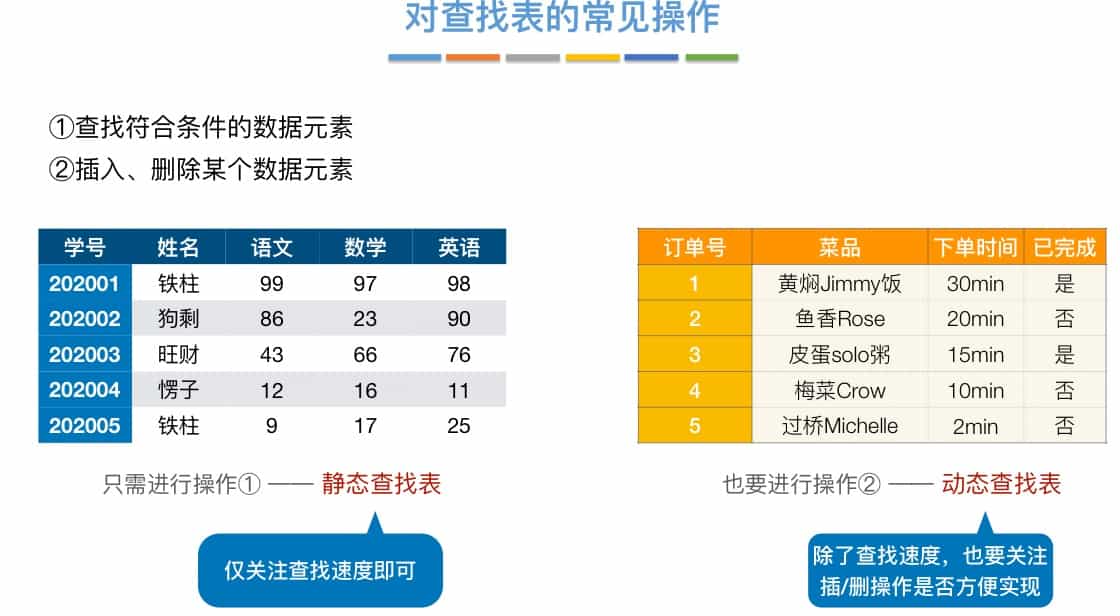 对查找表的常见操作
①查找符合条件的数据元素
②插入、删除某个数据元素
学号 姓名 语文 数学 英语
202001 铁柱 99 97 98
202002 狗剩 86 23 90
202003 旺财 43 66 76
202004 愣子 12 16 11
202005 铁柱 9 17 25
只需进行操作① —— 静态查找表
仅关注查找速度即可
订单号 菜品 下单时间 已完成
1 黄焖Jimmy饭 30min 是
2 鱼香Rose 20min 否
3 皮蛋solo粥 15min 是
4 梅菜Crow 10min 否
5 过桥Michelle 2min 否
也要进行操作② —— 动态查找表
除了查找速度，也要关注
插/删操作是否方便实现